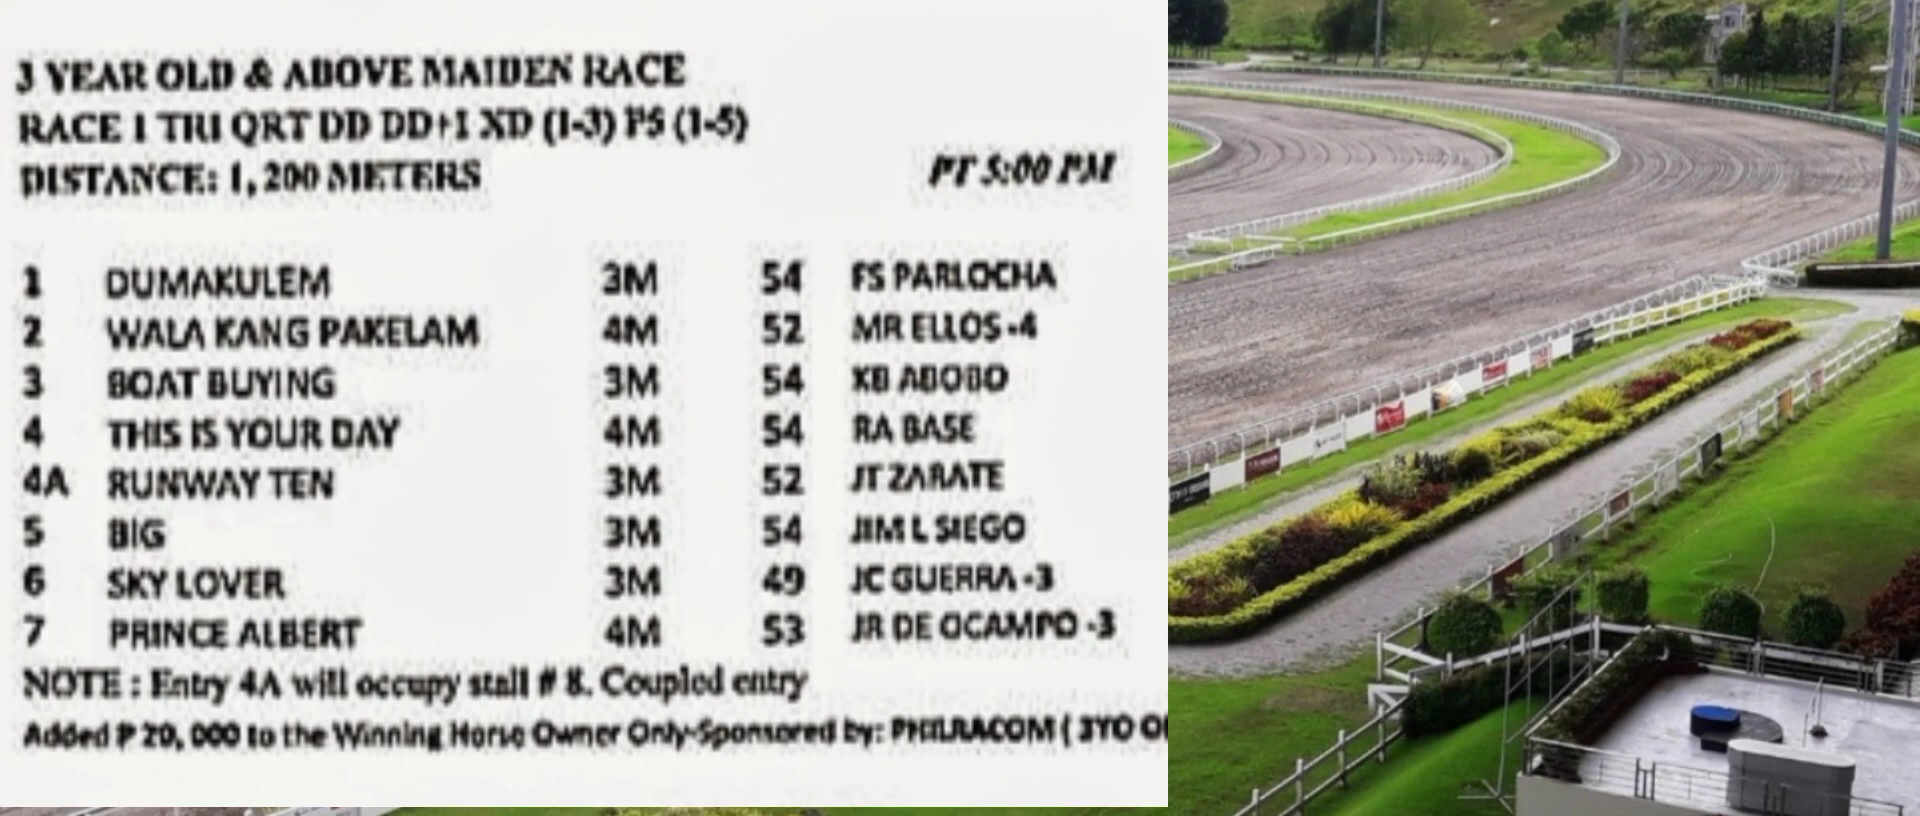 3 YEAR OLD & ABOVE MAIDEN RACE
RACE 1 TRI QRT DD DD+1 XD (1-3) P5 (1-5)
DISTANCE: 1,200 METERS PT 5:00 PM
1 DUMAKULEM 3M 54 FS PARLOCHA
2 WALA KANG PAKELAM 4M 52 MR ELLOS -4
3 BOAT BUYING 3M 54 KB ABOBO
4 THIS IS YOUR DAY 4M 54 RA BASE
4A RUNWAY TEN 3M 52 JT ZARATE
5 BIG 3M 54 JIM L SIEGO
6 SKY LOVER 3M 49 JC GUERRA -3
7 PRINCE ALBERT 4M 53 JR DE OCAMPO -3
NOTE : Entry 4A will occupy stall # 8. Coupled entry
Added P 20, 000 to the Winning Horse Owner Only-Sponsored by: PHILRACOM ( 3YO